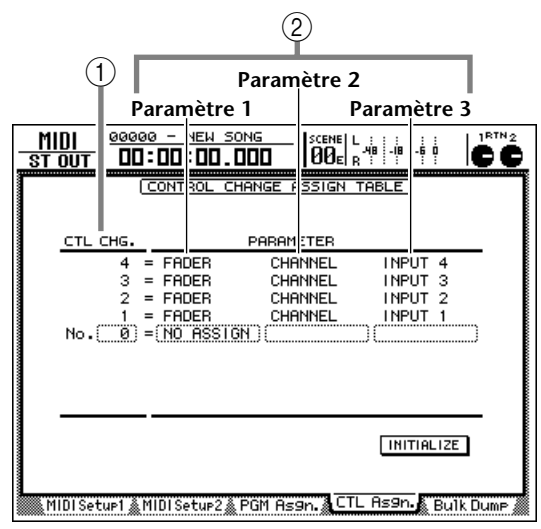 ②
①
Paramètre 2
Paramètre 1 Paramètre 3
MIDI 00000 - NEW SONG SCENE L -48 -18 -6 0 1 RTN 2
ST OUT 00:00:00.000 00E R
CONTROL CHANGE ASSIGN TABLE
CTL CHG. PARAMETER
4 = FADER CHANNEL INPUT 4
3 = FADER CHANNEL INPUT 3
2 = FADER CHANNEL INPUT 2
1 = FADER CHANNEL INPUT 1
No. 0 = NO ASSIGN
INITIALIZE
MIDI Setup1 MIDI Setup2 PGM Asgn. CTL Asgn. Bulk Dump